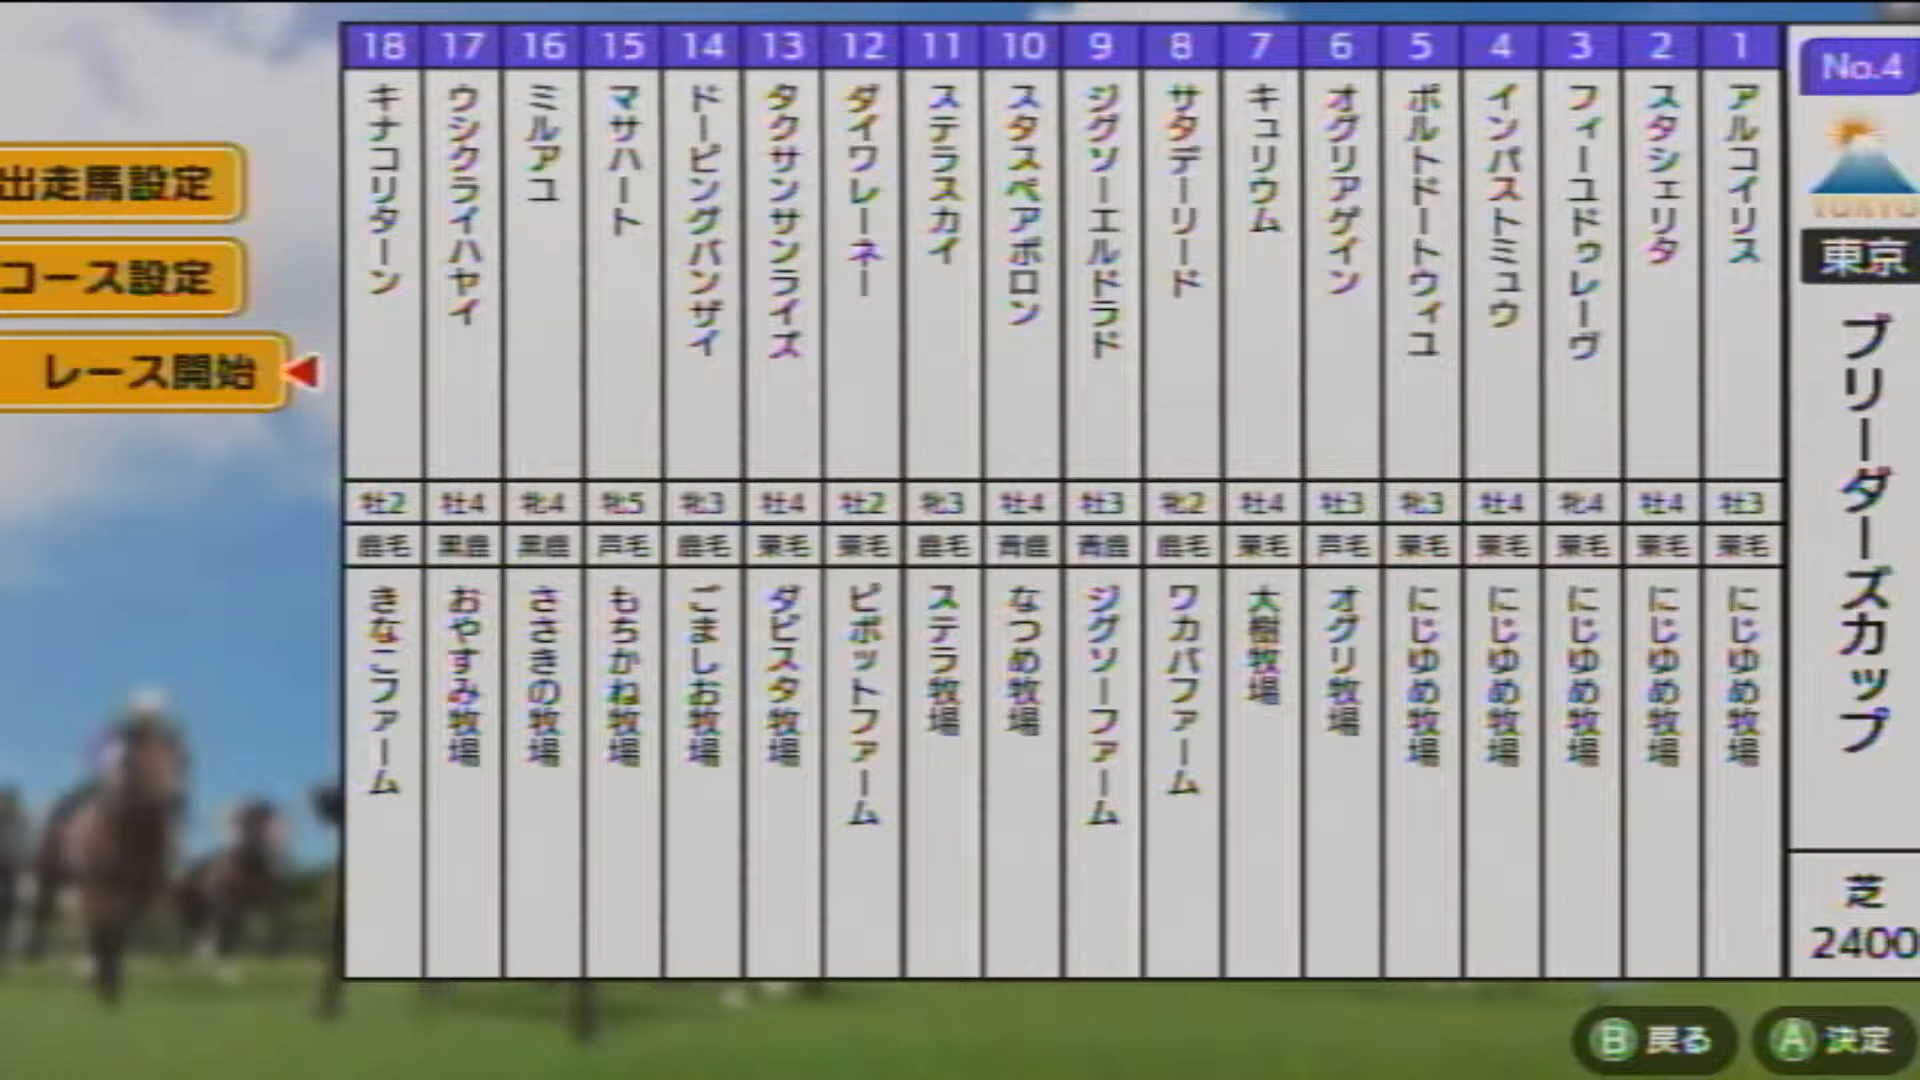 No.4
TOKYO
東京
ブリーダーズカップ
芝
2400
1
アルコイリス
牡3
栗毛
にじゆめ牧場
2
スタシェリタ
牡4
栗毛
にじゆめ牧場
3
フィーユドゥレーヴ
牝4
栗毛
にじゆめ牧場
4
インパストミュウ
牡4
栗毛
にじゆめ牧場
5
ポルトドートウィユ
牝3
栗毛
にじゆめ牧場
6
オグリアゲイン
牡3
芦毛
オグリ牧場
7
キュリウム
牡4
栗毛
大樹牧場
8
サタデーリード
牝2
鹿毛
ワカバファーム
9
ジグソーエルドラド
牡3
青鹿
ジグソーファーム
10
スタスペアポロン
牡4
青鹿
なつめ牧場
11
ステラスカイ
牝3
鹿毛
ステラ牧場
12
ダイワレーネー
牡2
栗毛
ピボットファーム
13
タクサンサンライズ
牡4
栗毛
ダビスタ牧場
14
ドーピングバンザイ
牝3
鹿毛
ごましお牧場
15
マサハート
牝5
芦毛
もちかね牧場
16
ミルアユ
牝4
黒鹿
ささきの牧場
17
ウシクライハヤイ
牡4
黒鹿
おやすみ牧場
18
キナコリターン
牡2
鹿毛
きなこファーム
出走馬設定
コース設定
レース開始
B 戻る
A 決定